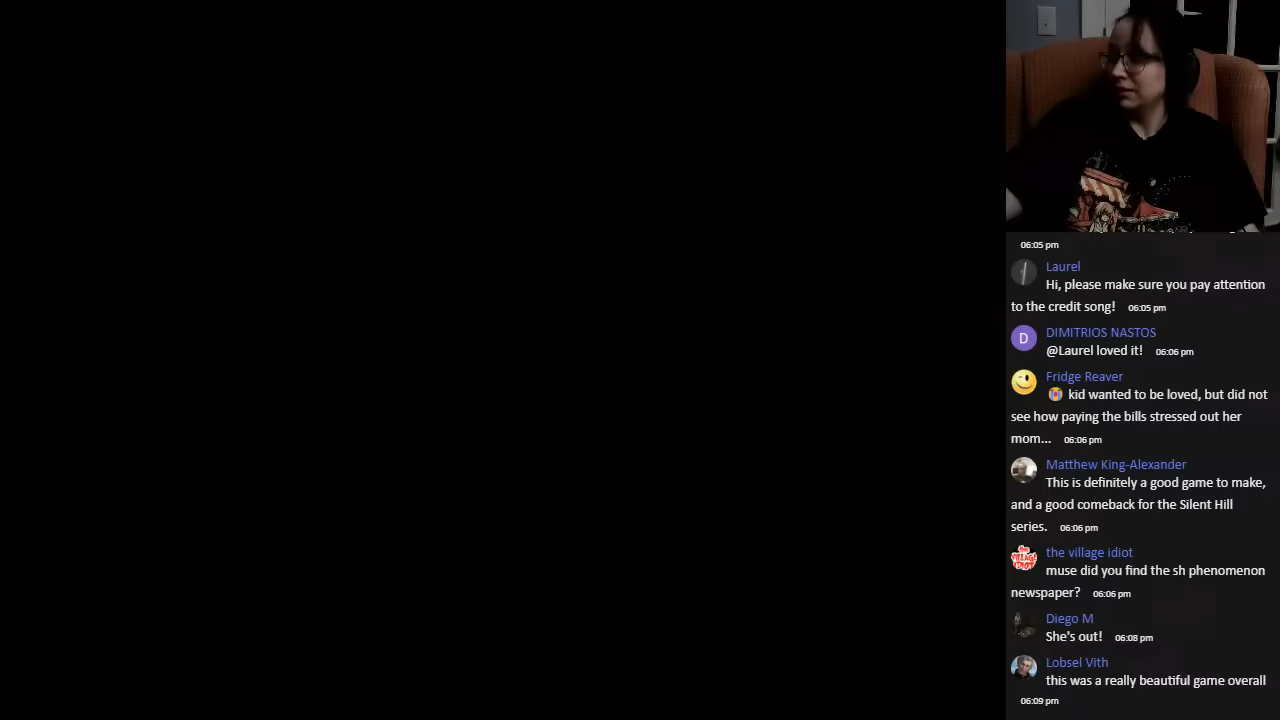 06:05 pm
Laurel
Hi, please make sure you pay attention
to the credit song! 06:05 pm
D
DIMITRIOS NASTOS
@Laurel loved it! 06:06 pm
Fridge Reaver
kid wanted to be loved, but did not
see how paying the bills stressed out her
mom... 06:06 pm
Matthew King-Alexander
This is definitely a good game to make,
and a good comeback for the Silent Hill
series. 06:06 pm
the village idiot
muse did you find the sh phenomenon
newspaper? 06:06 pm
Diego M
She's out! 06:08 pm
Lobsel Vith
this was a really beautiful game overall
06:09 pm